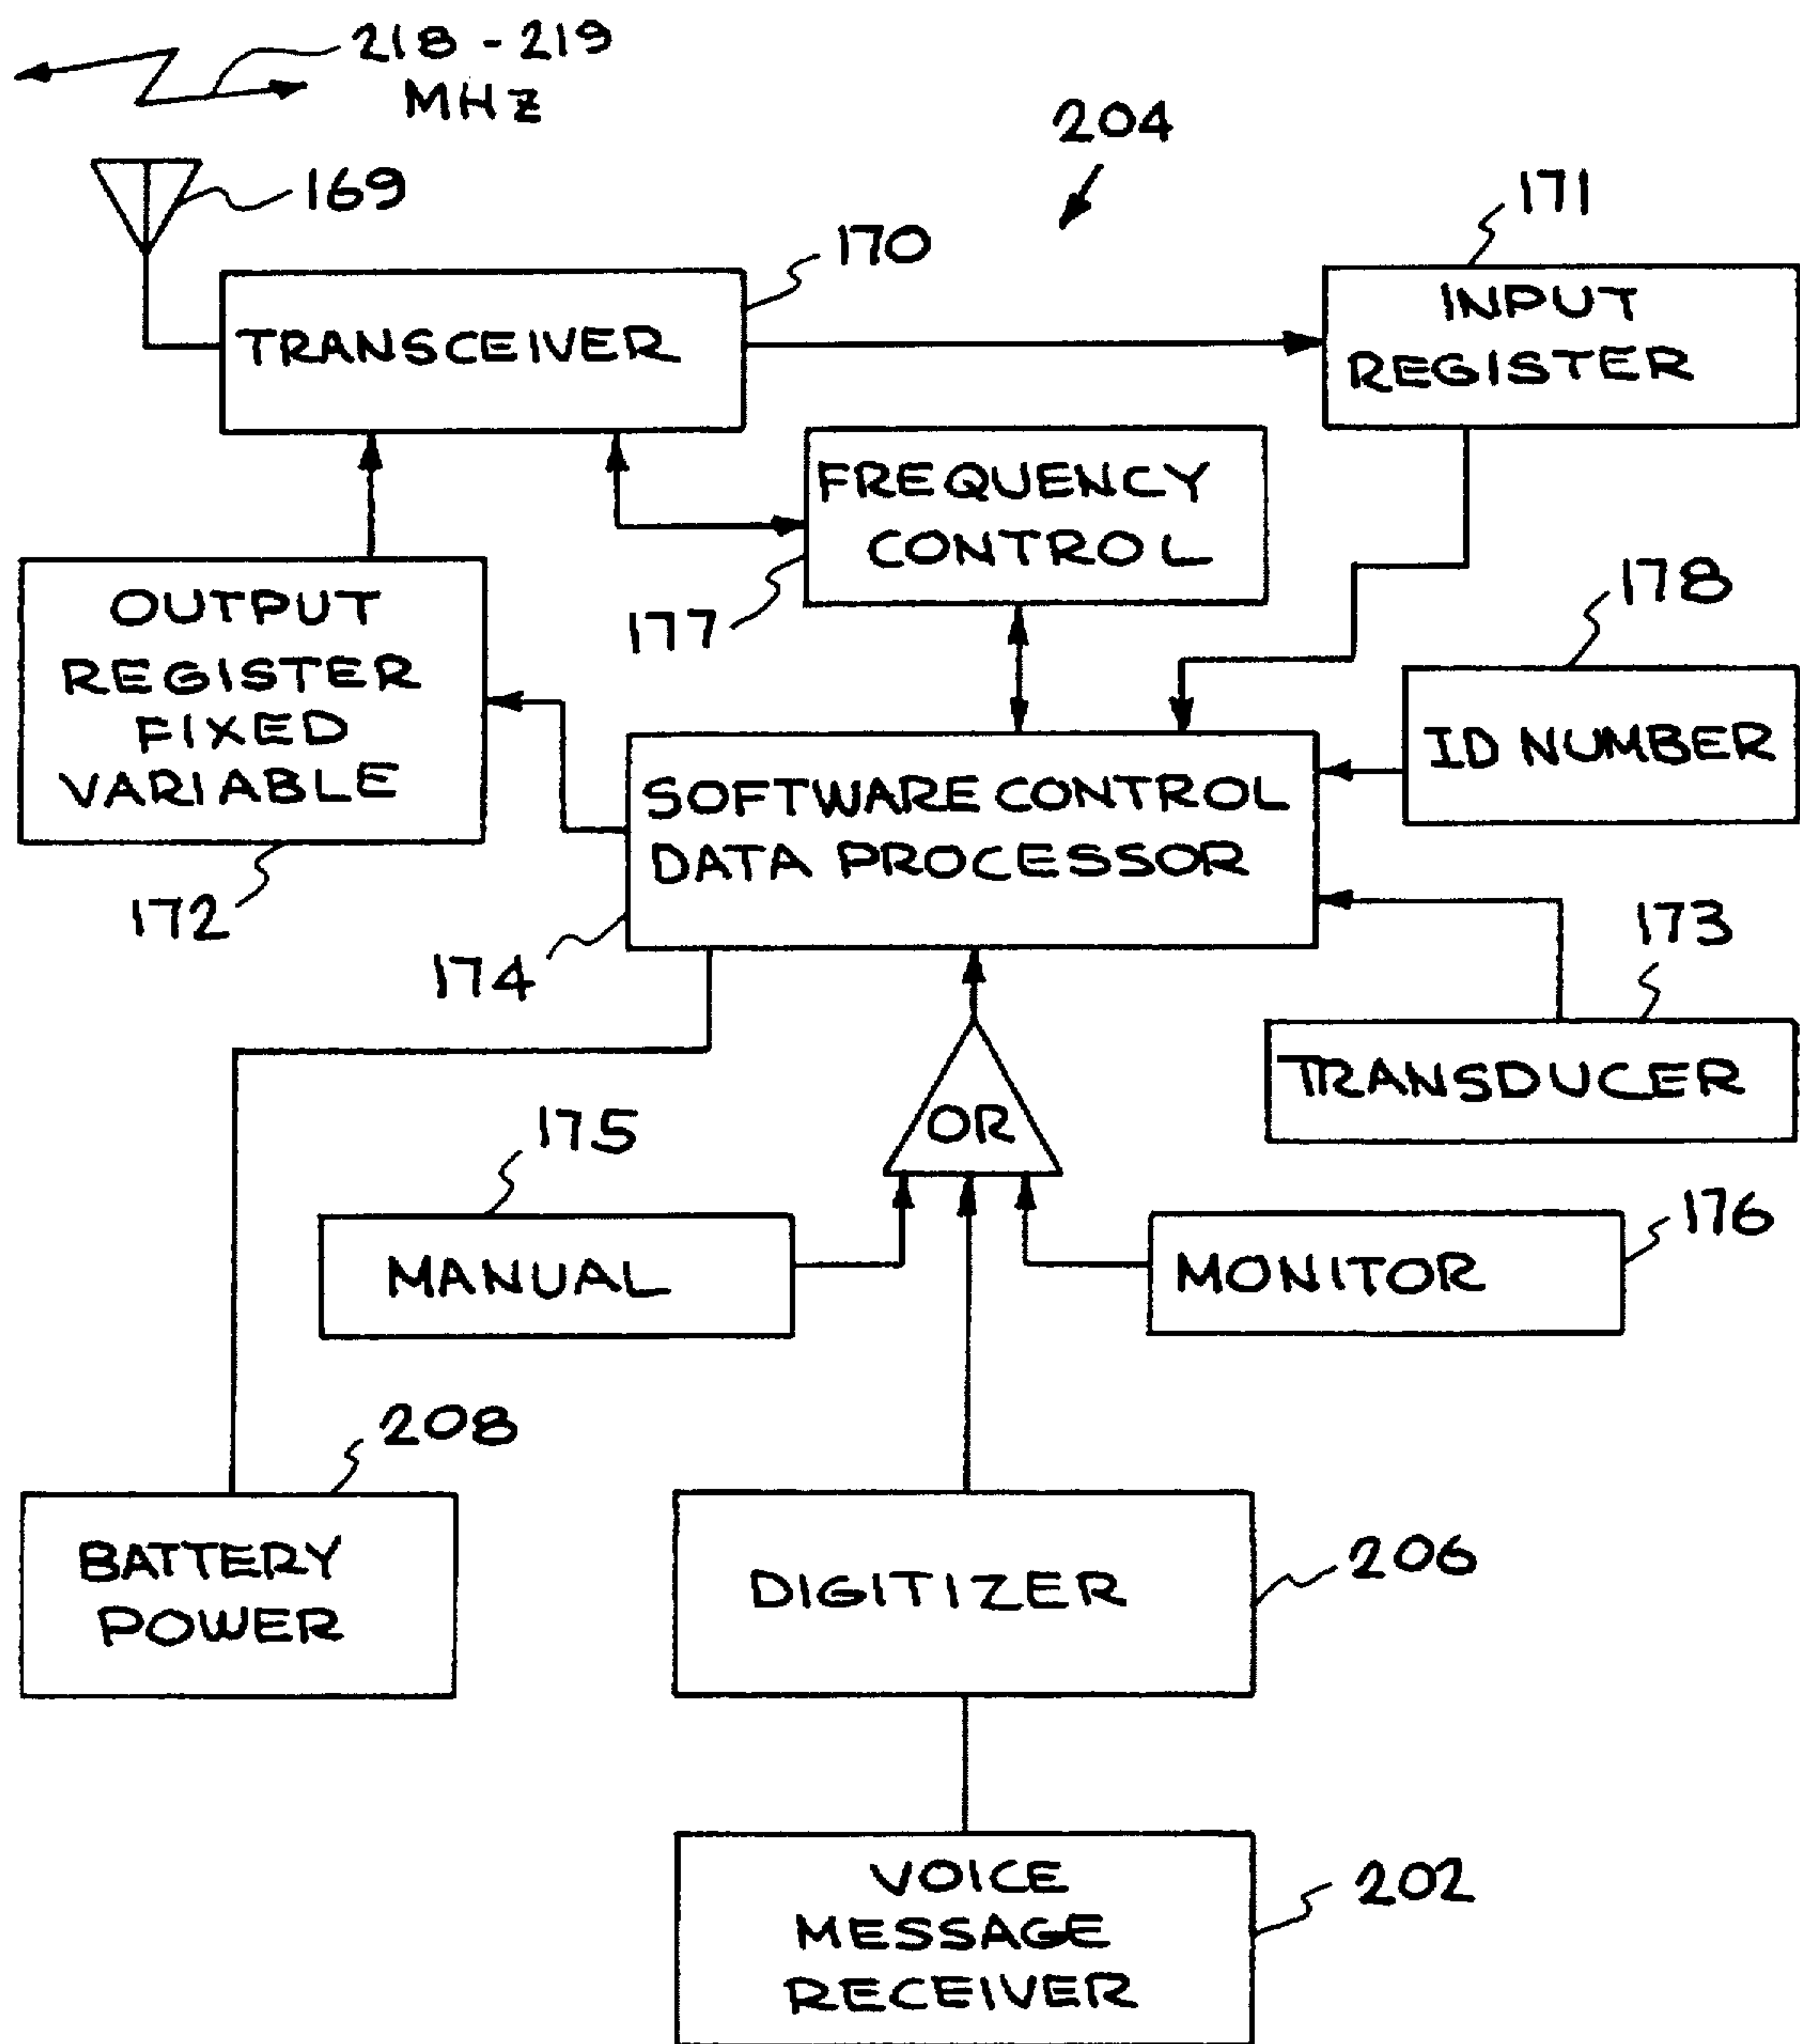 218 - 219
MHz
204
169
170
171
TRANSCEIVER
INPUT
REGISTER
FREQUENCY
CONTROL
177
178
OUTPUT
REGISTER
FIXED
VARIABLE
172
ID NUMBER
SOFTWARE CONTROL
DATA PROCESSOR
174
173
TRANSDUCER
OR
175
MANUAL
176
MONITOR
208
BATTERY
POWER
206
DIGITIZER
202
VOICE
MESSAGE
RECEIVER